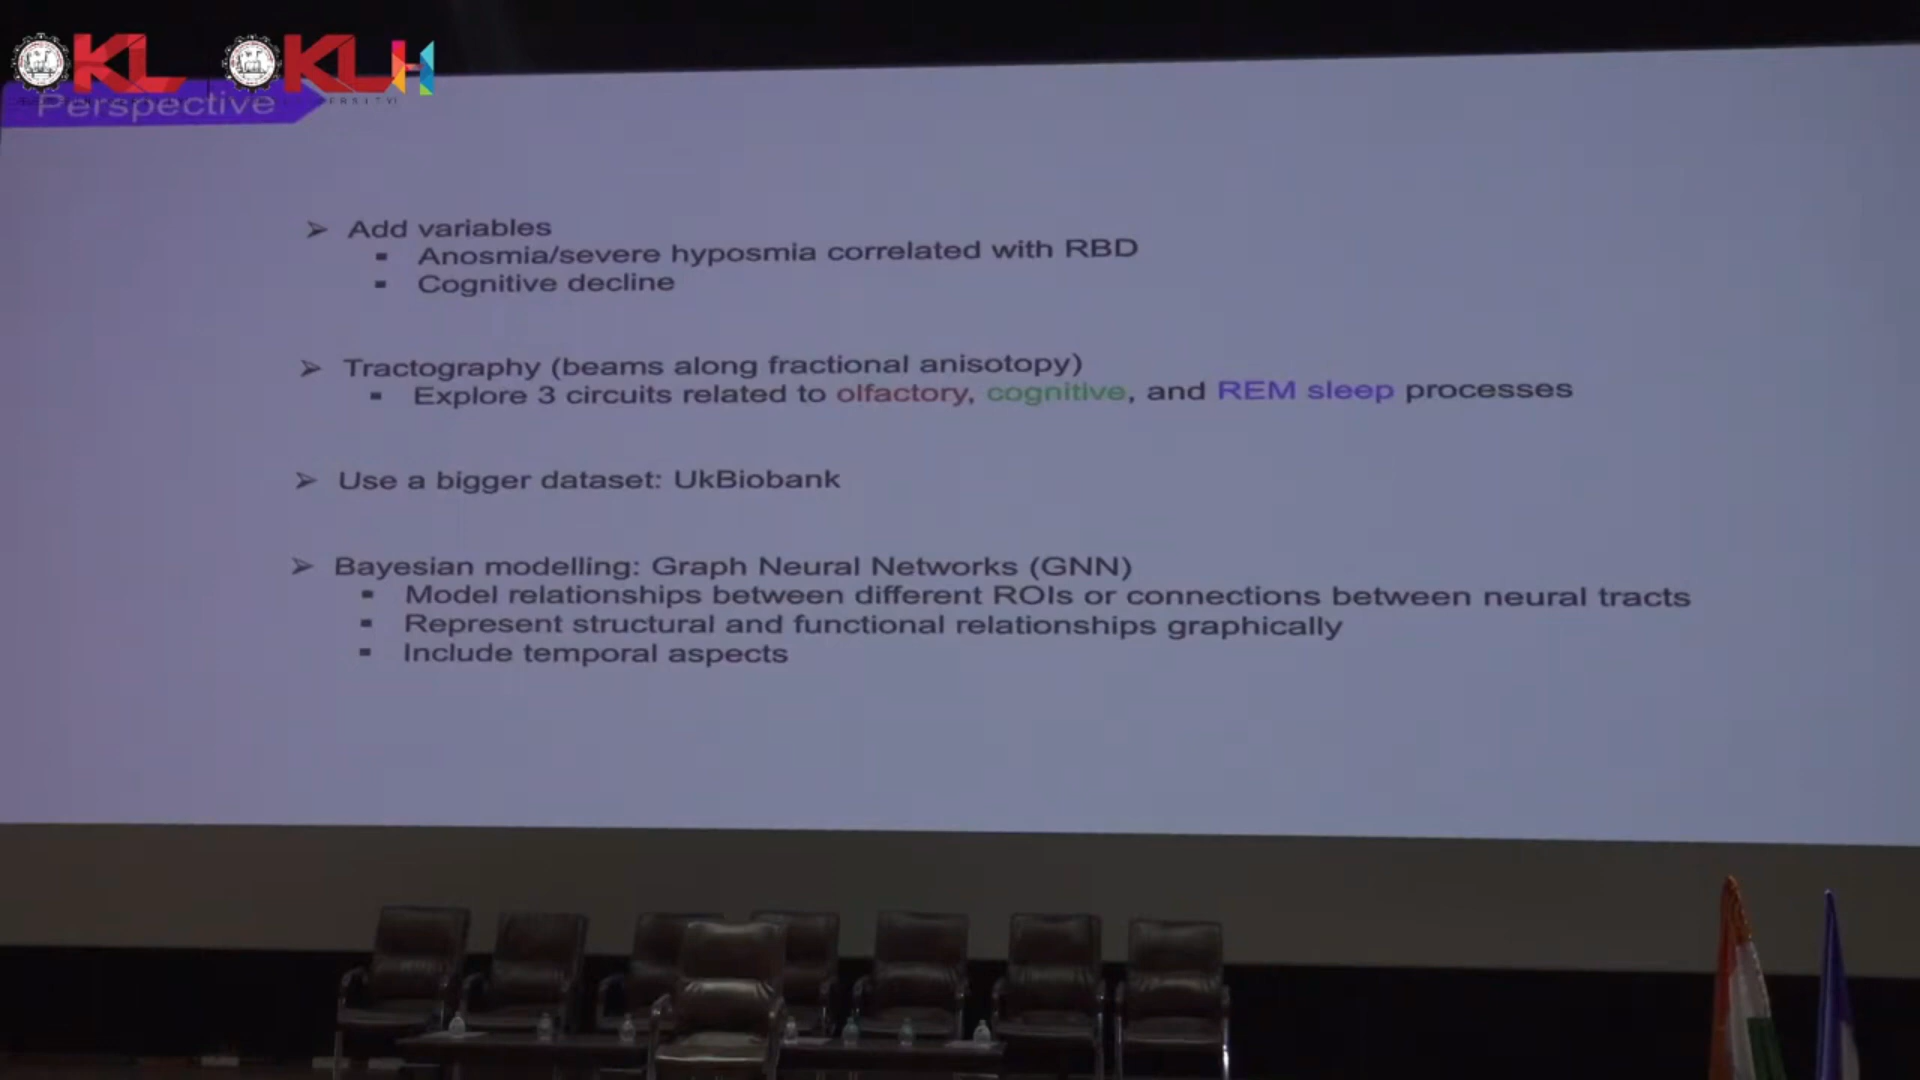 KL KLH
Perspective
➢ Add variables
▪ Anosmia/severe hyposmia correlated with RBD
▪ Cognitive decline
➢ Tractography (beams along fractional anisotopy)
▪ Explore 3 circuits related to olfactory, cognitive, and REM sleep processes
➢ Use a bigger dataset: UkBiobank
➢ Bayesian modelling: Graph Neural Networks (GNN)
▪ Model relationships between different ROIs or connections between neural tracts
▪ Represent structural and functional relationships graphically
▪ Include temporal aspects